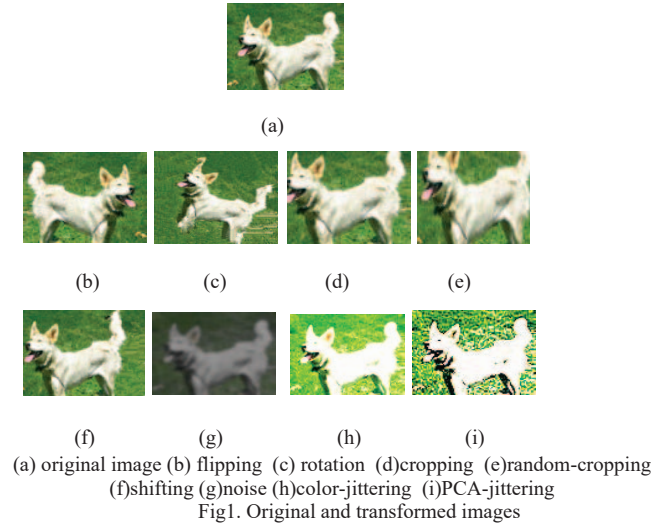 (a)
(b) (c) (d) (e)
(f) (g) (h) (i)
(a) original image (b) flipping (c) rotation (d)cropping (e)random-cropping
(f)shifting (g)noise (h)color-jittering (i)PCA-jittering
Fig1. Original and transformed images